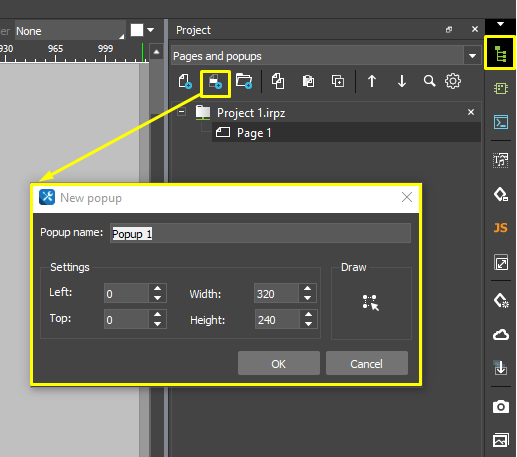 er None
930 965 999
Project
Pages and popups
Project 1.irpz
Page 1
New popup
Popup name: Popup 1
Settings
Draw
Left: 0 Width: 320
Top: 0 Height: 240
OK Cancel
JS